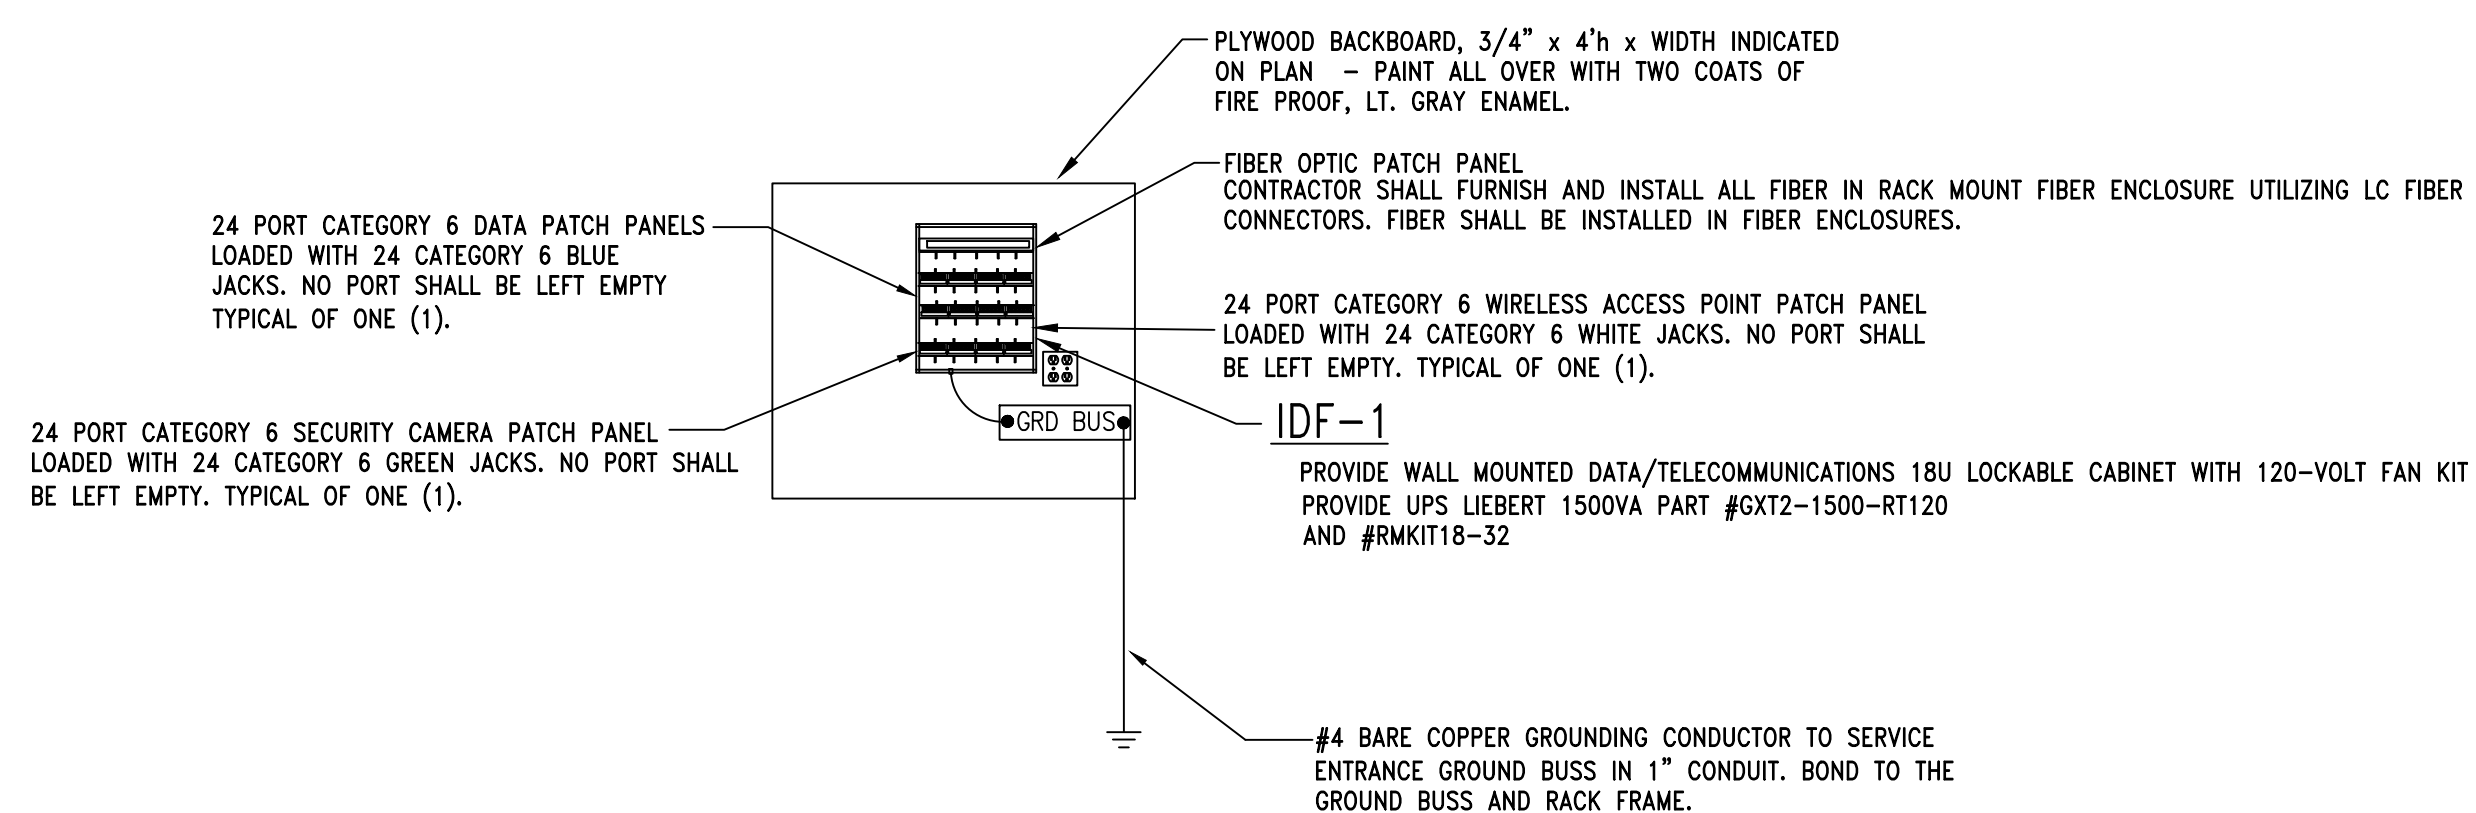 PLYWOOD BACKBOARD, 3/4" x 4'h x WIDTH INDICATED
ON PLAN – PAINT ALL OVER WITH TWO COATS OF
FIRE PROOF, LT. GRAY ENAMEL.
FIBER OPTIC PATCH PANEL
CONTRACTOR SHALL FURNISH AND INSTALL ALL FIBER IN RACK MOUNT FIBER ENCLOSURE UTILIZING LC FIBER
CONNECTORS. FIBER SHALL BE INSTALLED IN FIBER ENCLOSURES.
24 PORT CATEGORY 6 DATA PATCH PANELS
LOADED WITH 24 CATEGORY 6 BLUE
JACKS. NO PORT SHALL BE LEFT EMPTY
TYPICAL OF ONE (1).
24 PORT CATEGORY 6 WIRELESS ACCESS POINT PATCH PANEL
LOADED WITH 24 CATEGORY 6 WHITE JACKS. NO PORT SHALL
BE LEFT EMPTY. TYPICAL OF ONE (1).
24 PORT CATEGORY 6 SECURITY CAMERA PATCH PANEL
LOADED WITH 24 CATEGORY 6 GREEN JACKS. NO PORT SHALL
BE LEFT EMPTY. TYPICAL OF ONE (1).
GRD BUS
IDF–1
PROVIDE WALL MOUNTED DATA/TELECOMMUNICATIONS 18U LOCKABLE CABINET WITH 120–VOLT FAN KIT
PROVIDE UPS LIEBERT 1500VA PART #GXT2–1500–RT120
AND #RMKIT18–32
#4 BARE COPPER GROUNDING CONDUCTOR TO SERVICE
ENTRANCE GROUND BUSS IN 1" CONDUIT. BOND TO THE
GROUND BUSS AND RACK FRAME.